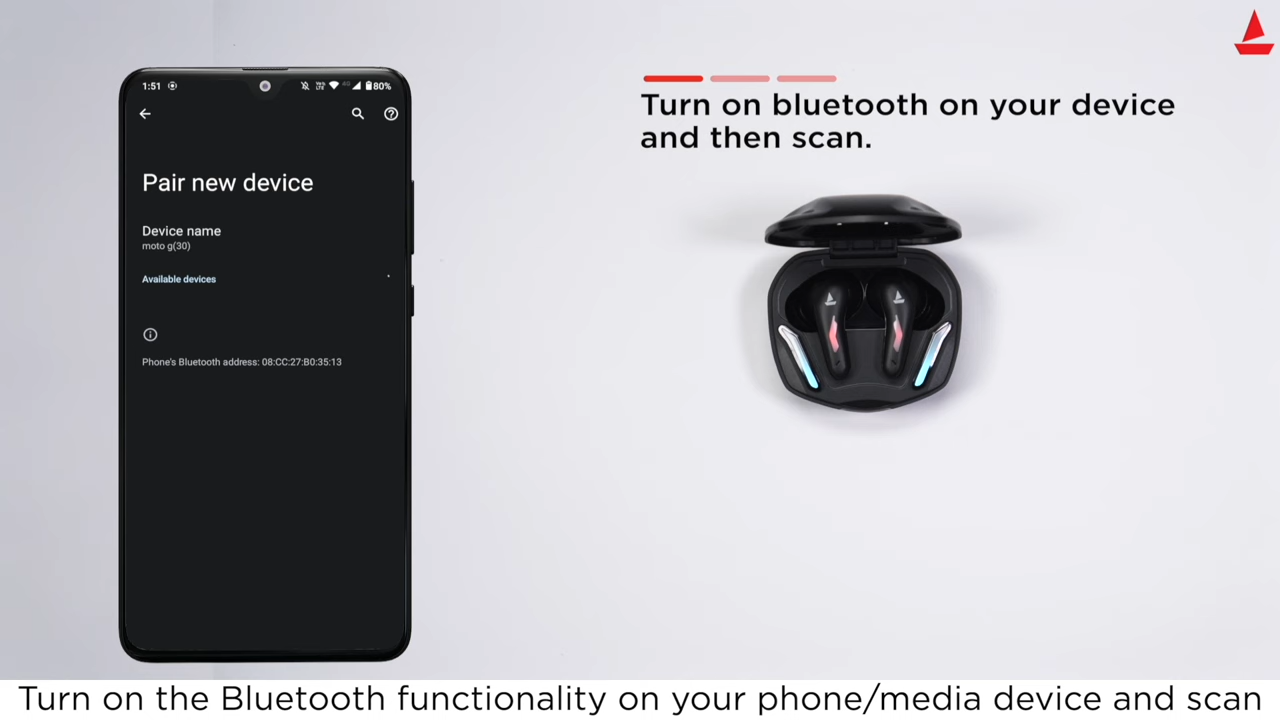 1:51
80%
Pair new device
Device name
moto g(30)
Available devices
Phone's Bluetooth address: 08:CC:27:B0:35:13
Turn on bluetooth on your device
and then scan.
Turn on the Bluetooth functionality on your phone/media device and scan